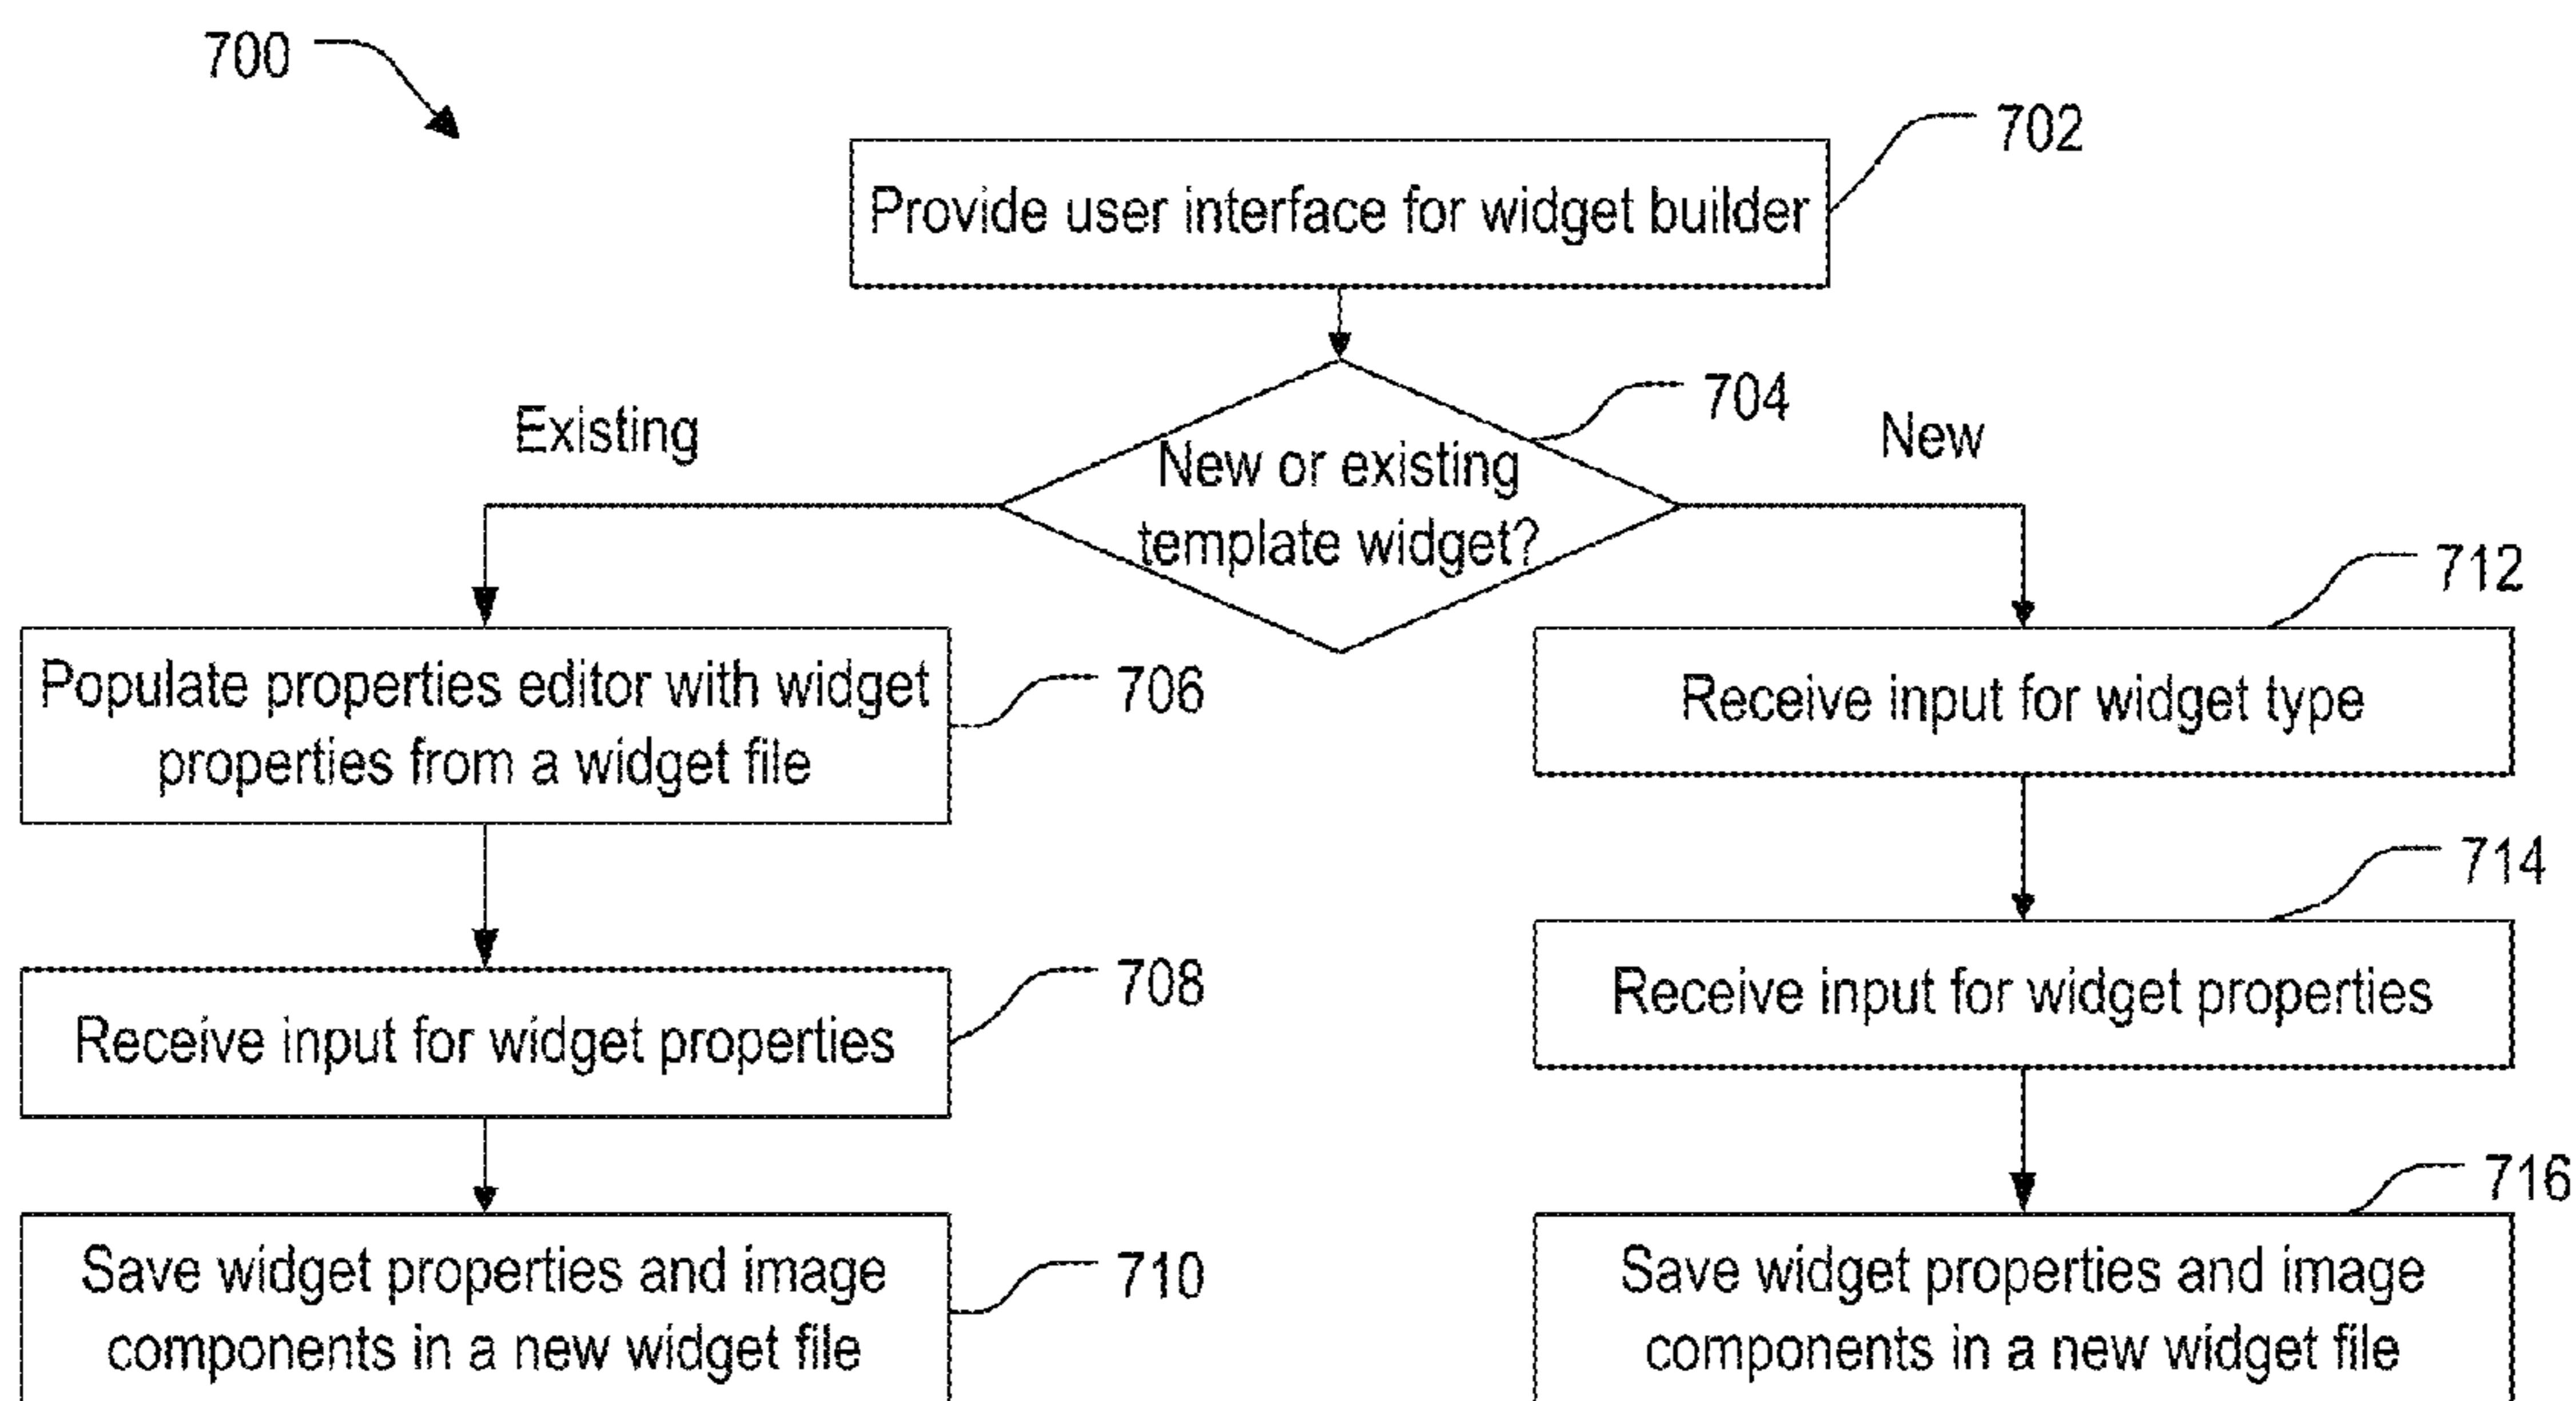 700
702
Provide user interface for widget builder
704
Existing
New
New or existing
template widget?
712
706
Populate properties editor with widget
properties from a widget file
Receive input for widget type
714
708
Receive input for widget properties
Receive input for widget properties
716
710
Save widget properties and image
components in a new widget file
Save widget properties and image
components in a new widget file